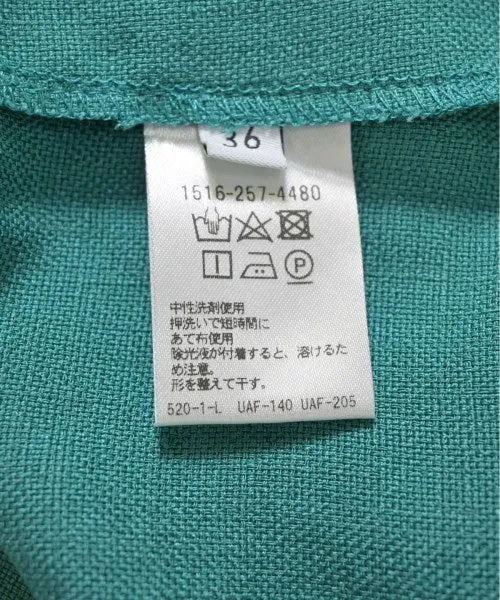 36
1516-257-4480
P
中性洗剤使用
押洗いで短時間に
あて布使用
除光液が付着すると、溶けるた
め注意。
形を整えて干す。
520-1-L UAF-140 UAF-205